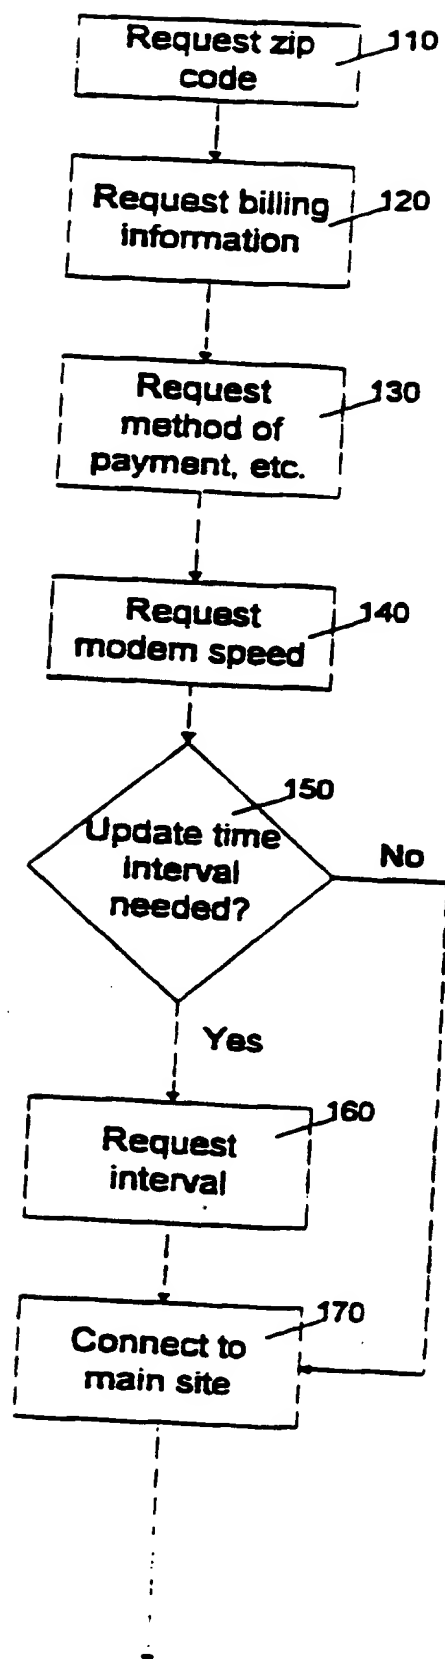 Request zip
code
110
Request billing
information
120
Request
method of
payment, etc.
130
Request
modem speed
140
150
Update time
interval
needed?
No
Yes
160
Request
interval
170
Connect to
main site